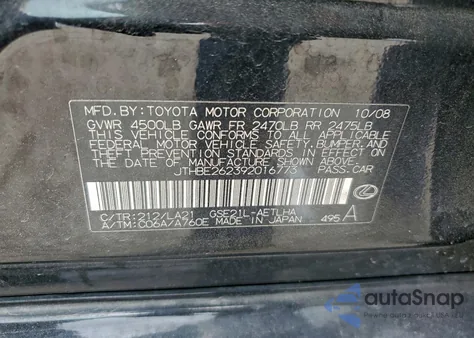 MFD. BY: TOYOTA MOTOR CORPORATION 10/08
GVWR 4500LB GAWR FR 2470LB RR 2475LB
THIS VEHICLE CONFORMS TO ALL APPLICABLE
FEDERAL MOTOR VEHICLE SAFETY, BUMPER, AND
THEFT PREVENTION STANDARDS IN EFFECT ON
THE DATE OF MANUFACTURE SHOWN ABOVE.
JTHBE262392016773 PASS. CAR
C/TR: 212/LA21 GSE21L-AETLHA
A/TM: C06A/A760E MADE IN JAPAN 495 A
autoSnap